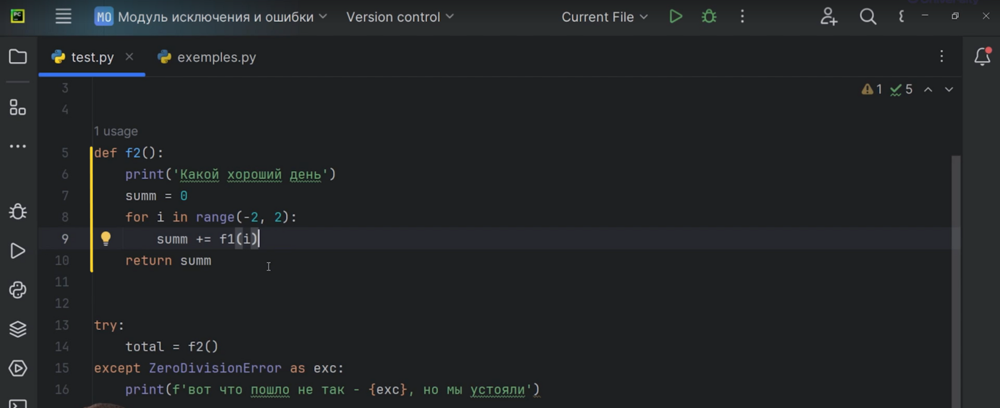 PC MO Модуль исключения и ошибки Version control Current File
test.py exemples.py
3
1 5
4
1 usage
5 def f2():
6 print('Какой хороший день')
7 summ = 0
8 for i in range(-2, 2):
9 summ += f1(i)
10 return summ
11
12
13 try:
14 total = f2()
15 except ZeroDivisionError as exc:
16 print(f'вот что пошло не так - {exc}, но мы устояли')